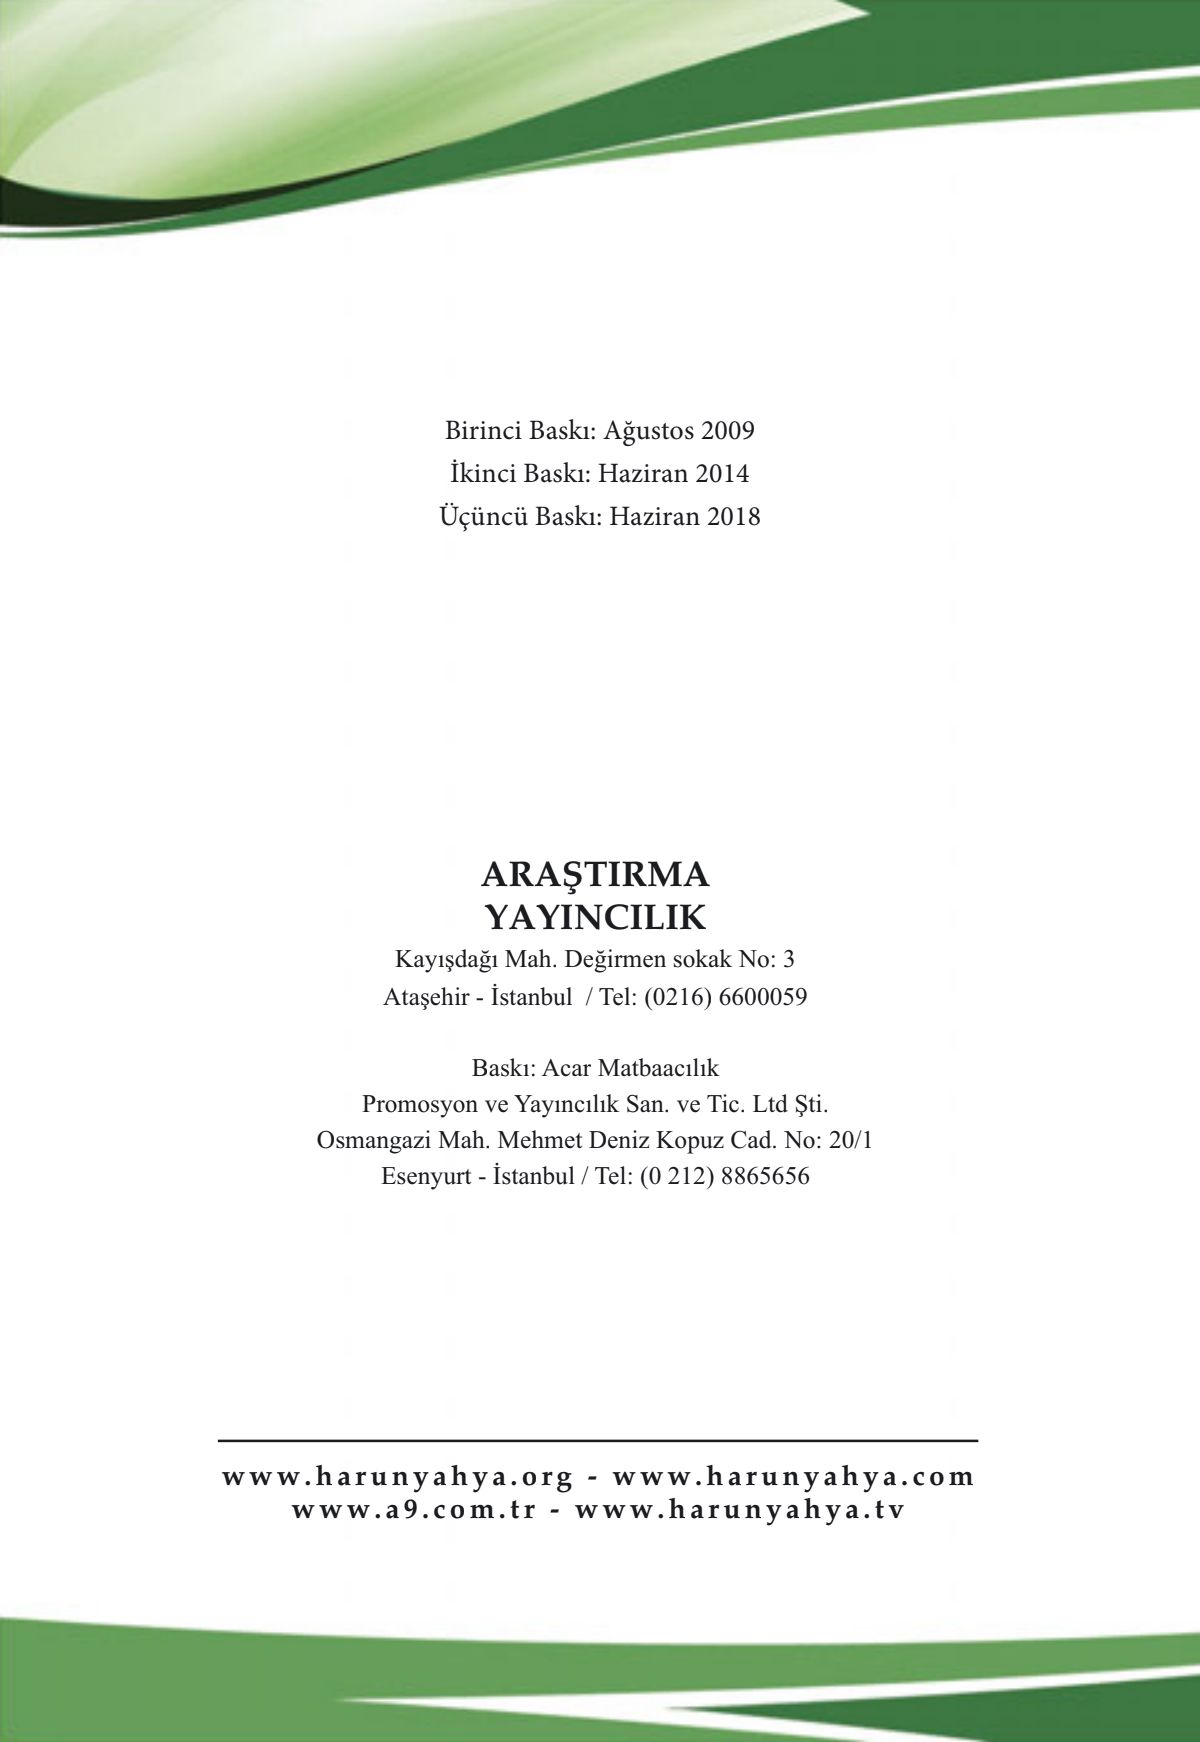 Birinci Baskı: Ağustos 2009
İkinci Baskı: Haziran 2014
Üçüncü Baskı: Haziran 2018
ARAŞTIRMA
YAYINCILIK
Kayışdağı Mah. Değirmen sokak No: 3
Ataşehir - İstanbul / Tel: (0216) 6600059
Baskı: Acar Matbaacılık
Promosyon ve Yayıncılık San. ve Tic. Ltd Şti.
Osmangazi Mah. Mehmet Deniz Kopuz Cad. No: 20/1
Esenyurt - İstanbul / Tel: (0 212) 8865656
www.harunyahya.org - www.harunyahya.com
www.a9.com.tr - www.harunyahya.tv